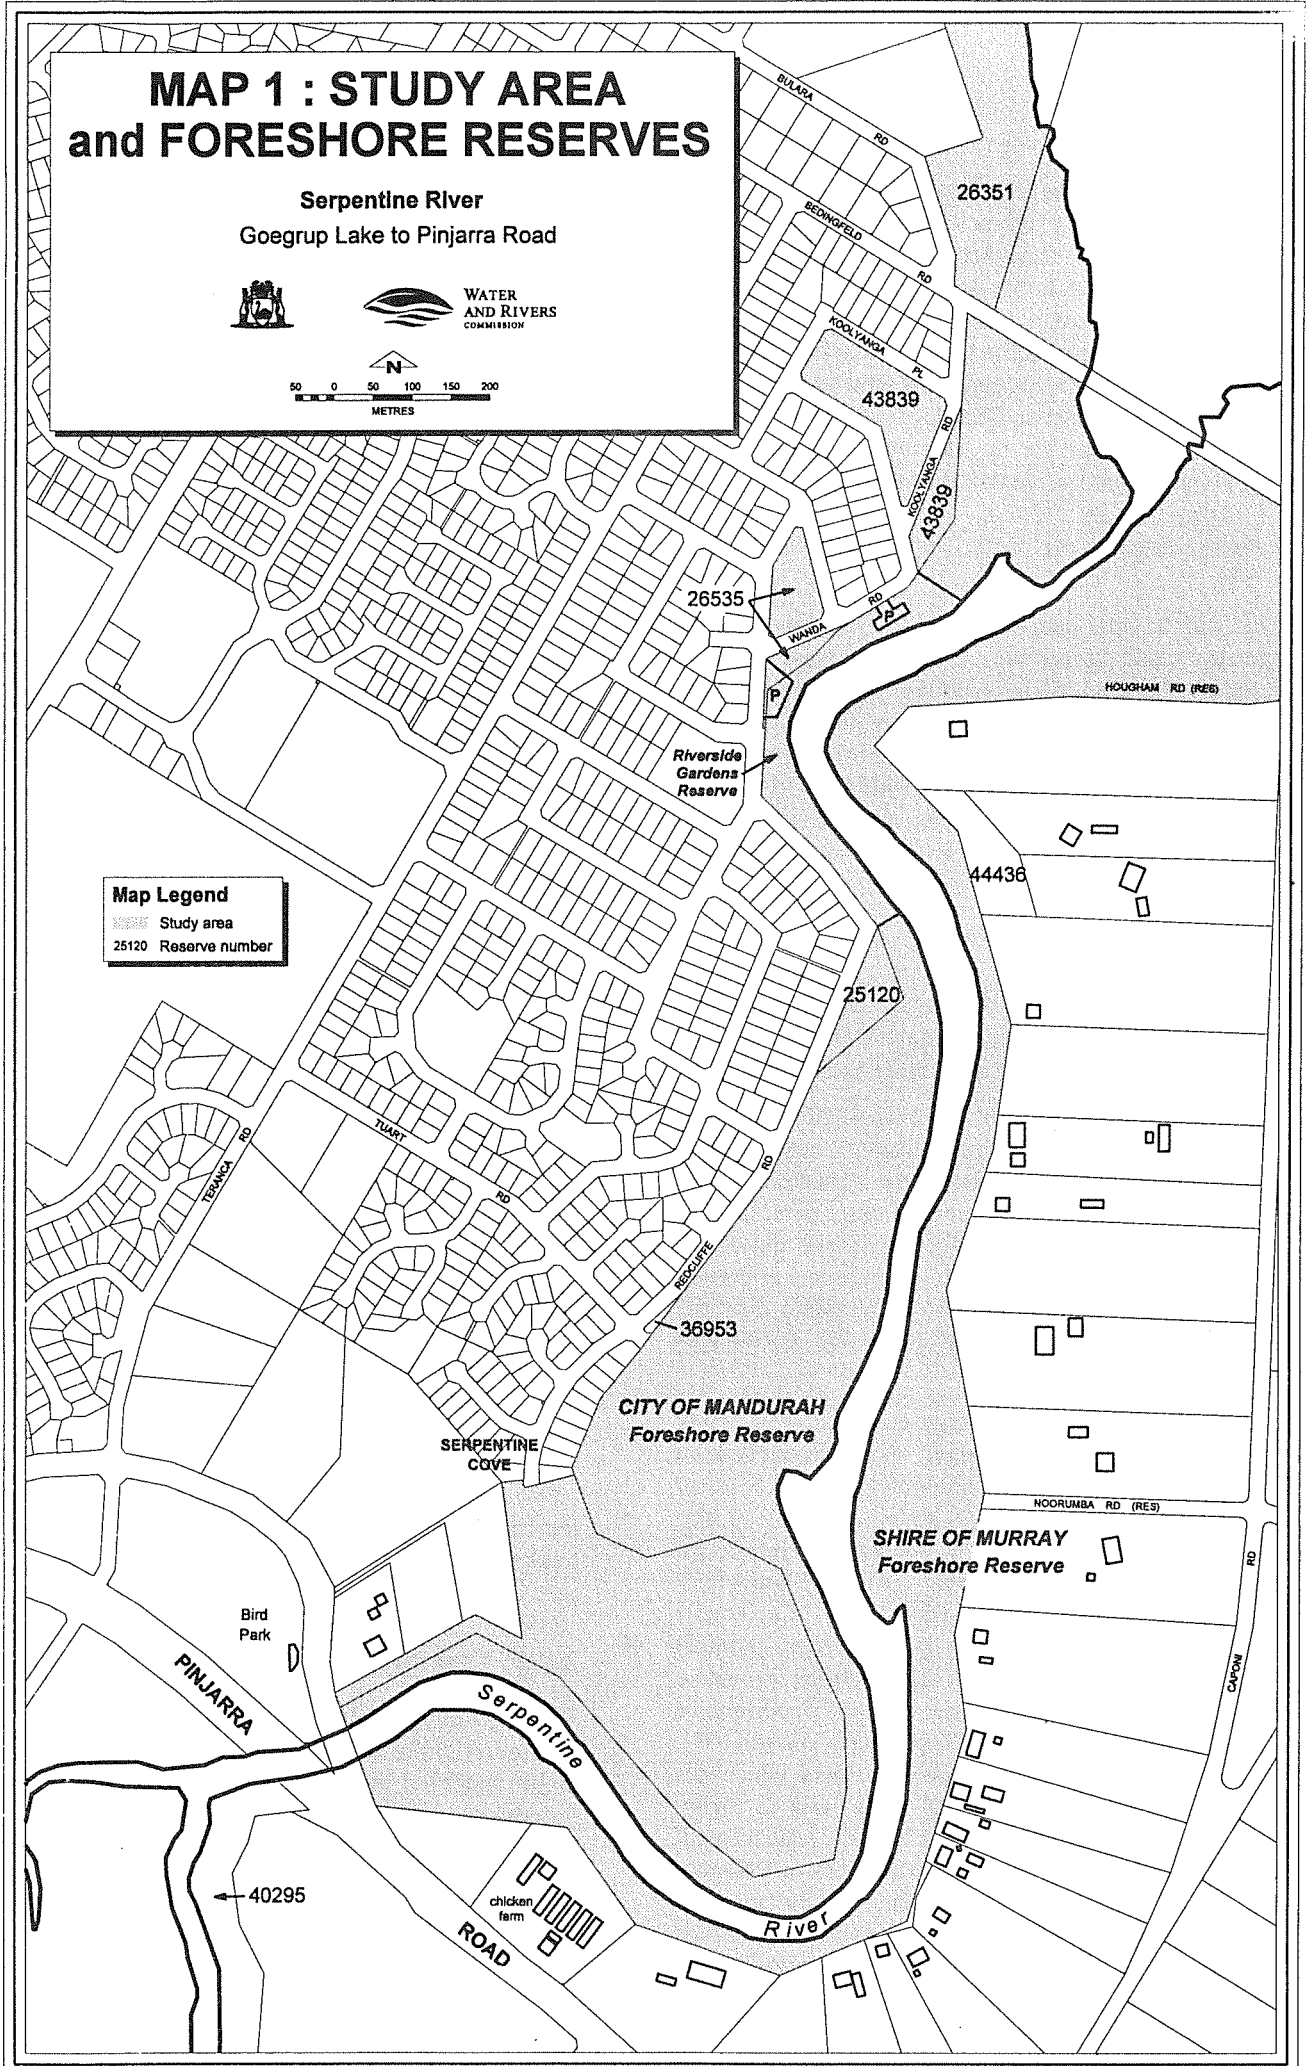 MAP 1 : STUDY AREA
and FORESHORE RESERVES
Serpentine River
Goegrup Lake to Pinjarra Road
WATER
AND RIVERS
COMMISSION
N
50 0 50 100 150 200
METRES
BULARA RD
26351
BEDINGFELD RD
KOOLYANGA PL
43839
KOOLYANGA RD
43839
26535
WANDA RD
P
P
HOUGHAM RD (RES)
Riverside
Gardens
Reserve
44436
Map Legend
Study area
25120 Reserve number
25120
TUART RD
TERANCA RD
REDCLIFFE RD
36953
CITY OF MANDURAH
Foreshore Reserve
SERPENTINE
COVE
NOORUMBA RD (RES)
SHIRE OF MURRAY
Foreshore Reserve
CAPONI RD
Bird
Park
PINJARRA ROAD
Serpentine River
40295
chicken
farm